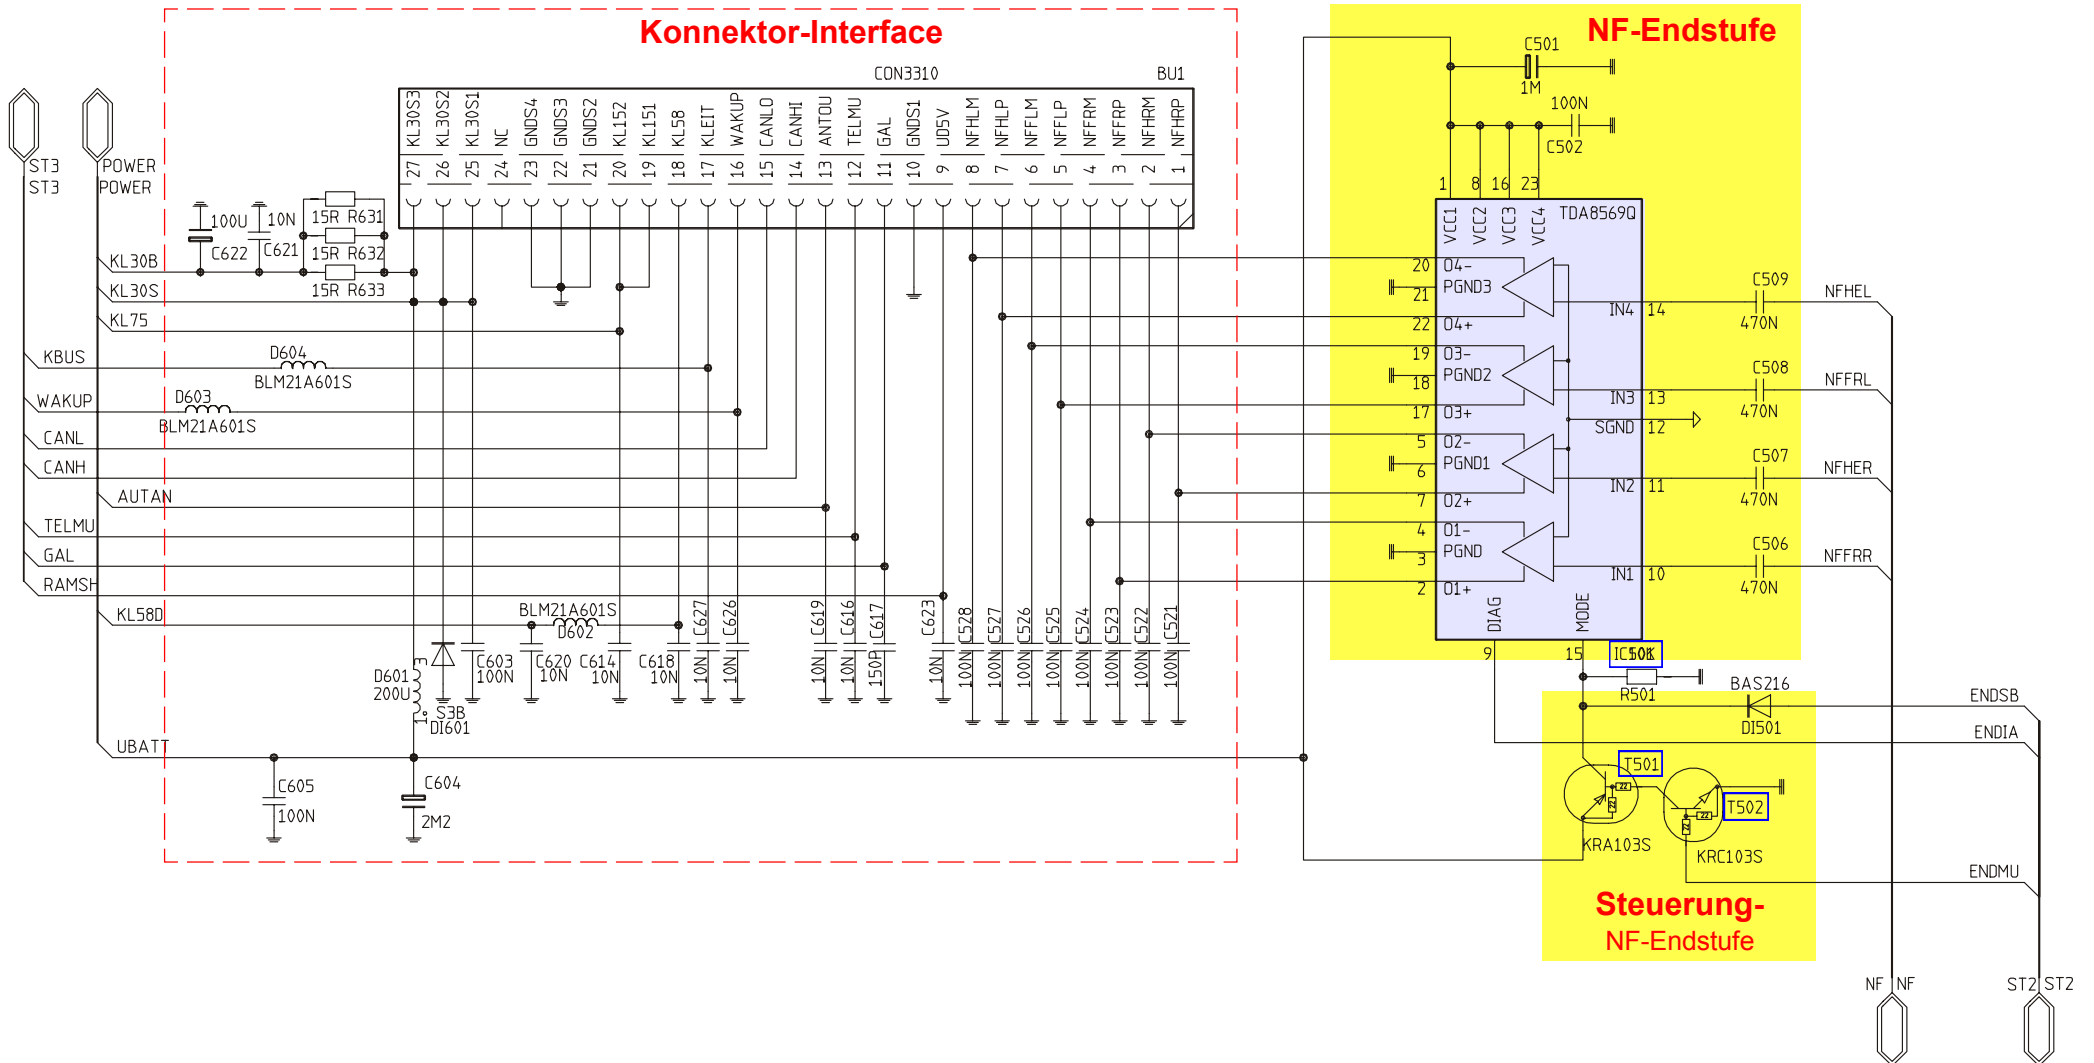 Konnektor-Interface
NF-Endstufe
CON3310
BU1
KL30S3
KL30S2
KL30S1
NC
GNDS4
GNDS3
GNDS2
KL152
KL151
KL58
KLEIT
WAKUP
CANLO
CANHI
ANTOU
TELMU
GAL
GNDS1
UD5V
NFHLM
NFHLP
NFFLM
NFFLP
NFFRM
NFFRP
NFHRM
NFHRP
27 26 25 24 23 22 21 20 19 18 17 16 15 14 13 12 11 10 9 8 7 6 5 4 3 2 1
ST3
ST3
POWER
POWER
100U
C622
10N
C621
15R R631
15R R632
15R R633
KL30B
KL30S
KL75
KBUS
D604
BLM21A601S
WAKUP
D603
BLM21A601S
CANL
CANH
AUTAN
TELMU
GAL
RAMSH
KL58D
BLM21A601S
D602
D601
200U
3
1
S3B
DI601
C603
100N
C620
10N
C614
10N
C618
10N
C627
10N
C626
10N
C619
10N
C616
10N
C617
150P
C623
10N
C528
100N
C527
100N
C526
100N
C525
100N
C524
100N
C523
100N
C522
100N
C521
100N
UBATT
C605
100N
C604
2M2
C501
1M
100N
C502
1 8 16 23
VCC1
VCC2
VCC3
VCC4
TDA8569Q
20 O4-
21 PGND3
22 O4+
19 O3-
18 PGND2
17 O3+
5 O2-
6 PGND1
7 O2+
4 O1-
3 PGND
2 O1+
IN4 14
IN3 13
SGND 12
IN2 11
IN1 10
DIAG
MODE
9
15
C509
470N
NFHEL
C508
470N
NFFRL
C507
470N
NFHER
C506
470N
NFFRR
R501
BAS216
DI501
ENDSB
ENDIA
T501
22
22
KRA103S
T502
22
22
KRC103S
ENDMU
Steuerung-
NF-Endstufe
NF NF
ST2 ST2